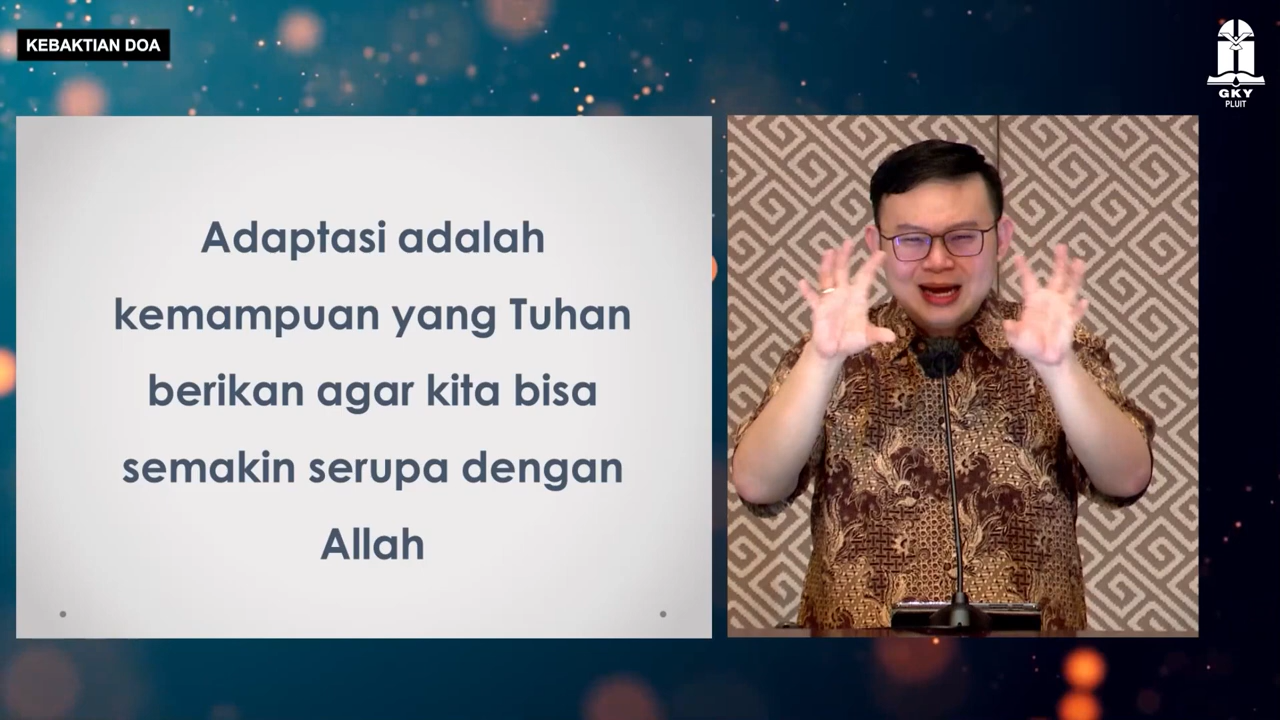 KEBAKTIAN DOA
GKY
PLUIT
Adaptasi adalah
kemampuan yang Tuhan
berikan agar kita bisa
semakin serupa dengan
Allah